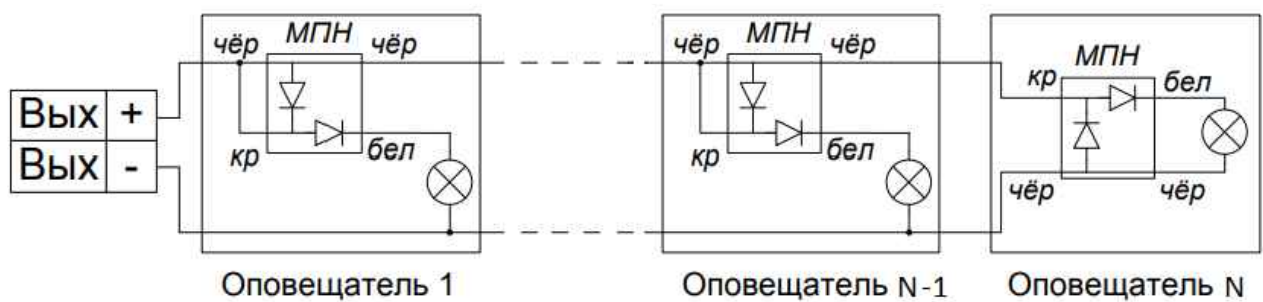 МПН
чёр чёр
Вых +
Вых -
кр бел
Оповещатель 1
МПН
чёр чёр
кр бел
Оповещатель N-1
МПН
кр бел
чёр чёр
Оповещатель N